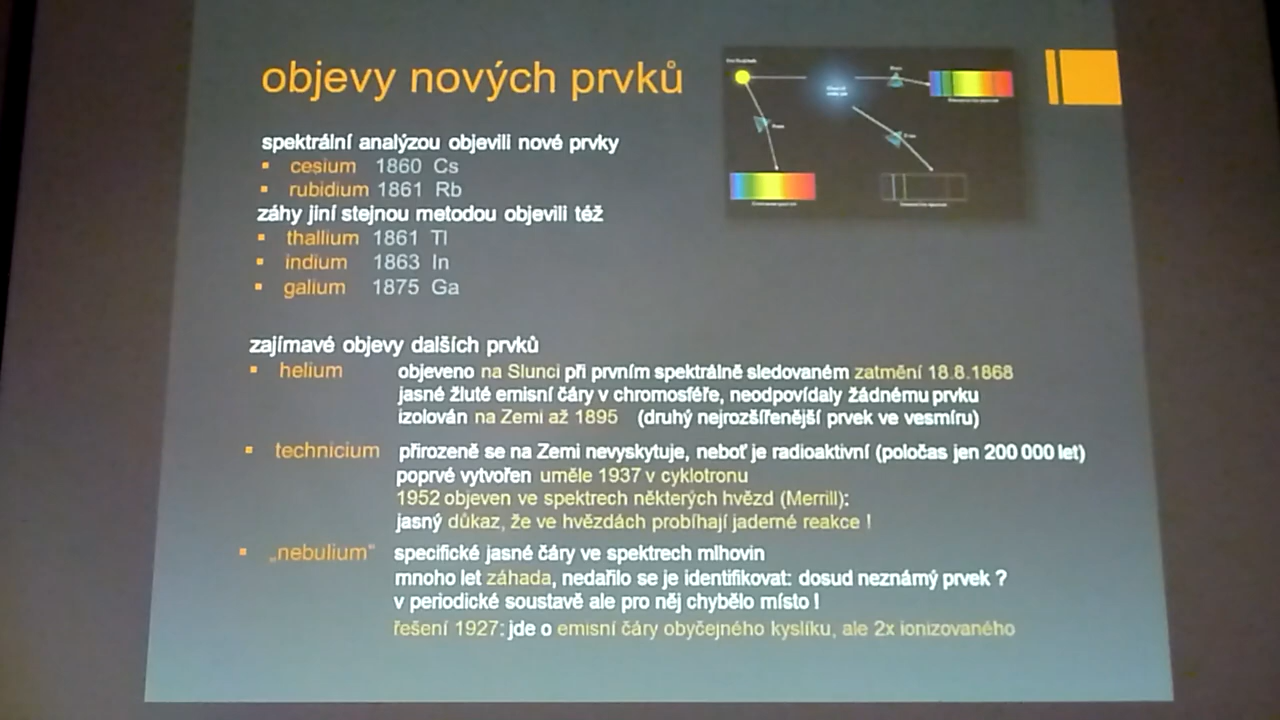 objevy nových prvků
spektrální analýzou objevili nové prvky
▪ cesium 1860 Cs
▪ rubidium 1861 Rb
záhy jiní stejnou metodou objevili též
▪ thallium 1861 Tl
▪ indium 1863 In
▪ galium 1875 Ga
zajímavé objevy dalších prvků
▪ helium objeveno na Slunci při prvním spektrálně sledovaném zatmění 18.8.1868
jasné žluté emisní čáry v chromosféře, neodpovídaly žádnému prvku
izolován na Zemi až 1895 (druhý nejrozšířenější prvek ve vesmíru)
▪ technicium přirozeně se na Zemi nevyskytuje, neboť je radioaktivní (poločas jen 200 000 let)
poprvé vytvořen uměle 1937 v cyklotronu
1952 objeven ve spektrech některých hvězd (Merrill):
jasný důkaz, že ve hvězdách probíhají jaderné reakce !
▪ „nebulium" specifické jasné čáry ve spektrech mlhovin
mnoho let záhada, nedařilo se je identifikovat: dosud neznámý prvek ?
v periodické soustavě ale pro něj chybělo místo !
řešení 1927: jde o emisní čáry obyčejného kyslíku, ale 2x ionizovaného